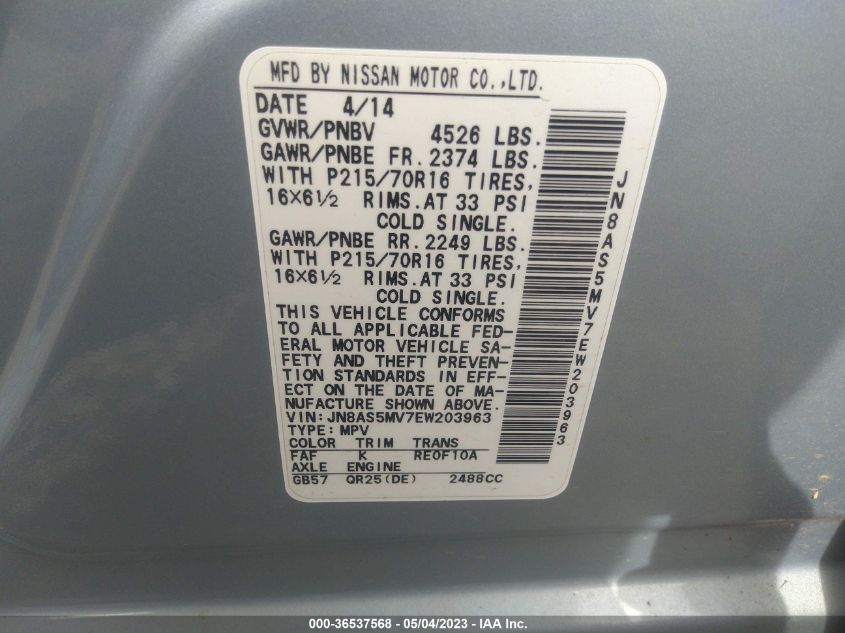 MFD BY NISSAN MOTOR CO.,LTD.
DATE 4/14
GVWR/PNBV 4526 LBS.
GAWR/PNBE FR. 2374 LBS.
WITH P215/70R16 TIRES,
16X6½ RIMS. AT 33 PSI
COLD SINGLE.
GAWR/PNBE RR. 2249 LBS.
WITH P215/70R16 TIRES,
16X6½ RIMS. AT 33 PSI
COLD SINGLE.
THIS VEHICLE CONFORMS
TO ALL APPLICABLE FED-
ERAL MOTOR VEHICLE SA-
FETY AND THEFT PREVEN-
TION STANDARDS IN EFF-
ECT ON THE DATE OF MA-
NUFACTURE SHOWN ABOVE.
VIN: JN8AS5MV7EW203963
TYPE: MPV
COLOR TRIM TRANS
FAF K RE0F10A
AXLE ENGINE
GB57 QR25(DE) 2488CC
JN8AS5MV7EW203963
000-36537568 - 05/04/2023 - IAA Inc.